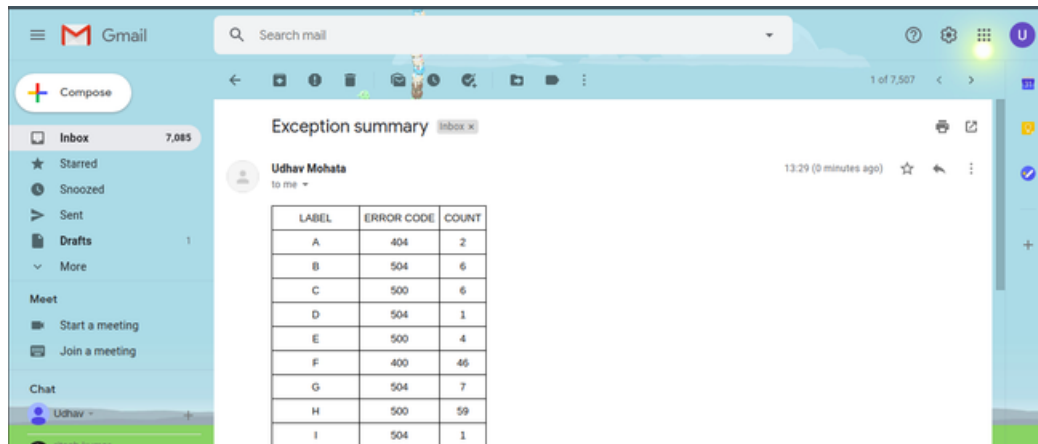 Gmail
Search mail
U
Compose
1 of 7,507
31
Inbox 7,085
Starred
Snoozed
Sent
Drafts 1
More
Meet
Start a meeting
Join a meeting
Chat
Udhav
Exception summary Inbox x
Udhav Mohata 13:29 (0 minutes ago)
to me
LABEL ERROR CODE COUNT
A 404 2
B 504 6
C 500 6
D 504 1
E 500 4
F 400 46
G 504 7
H 500 59
I 504 1